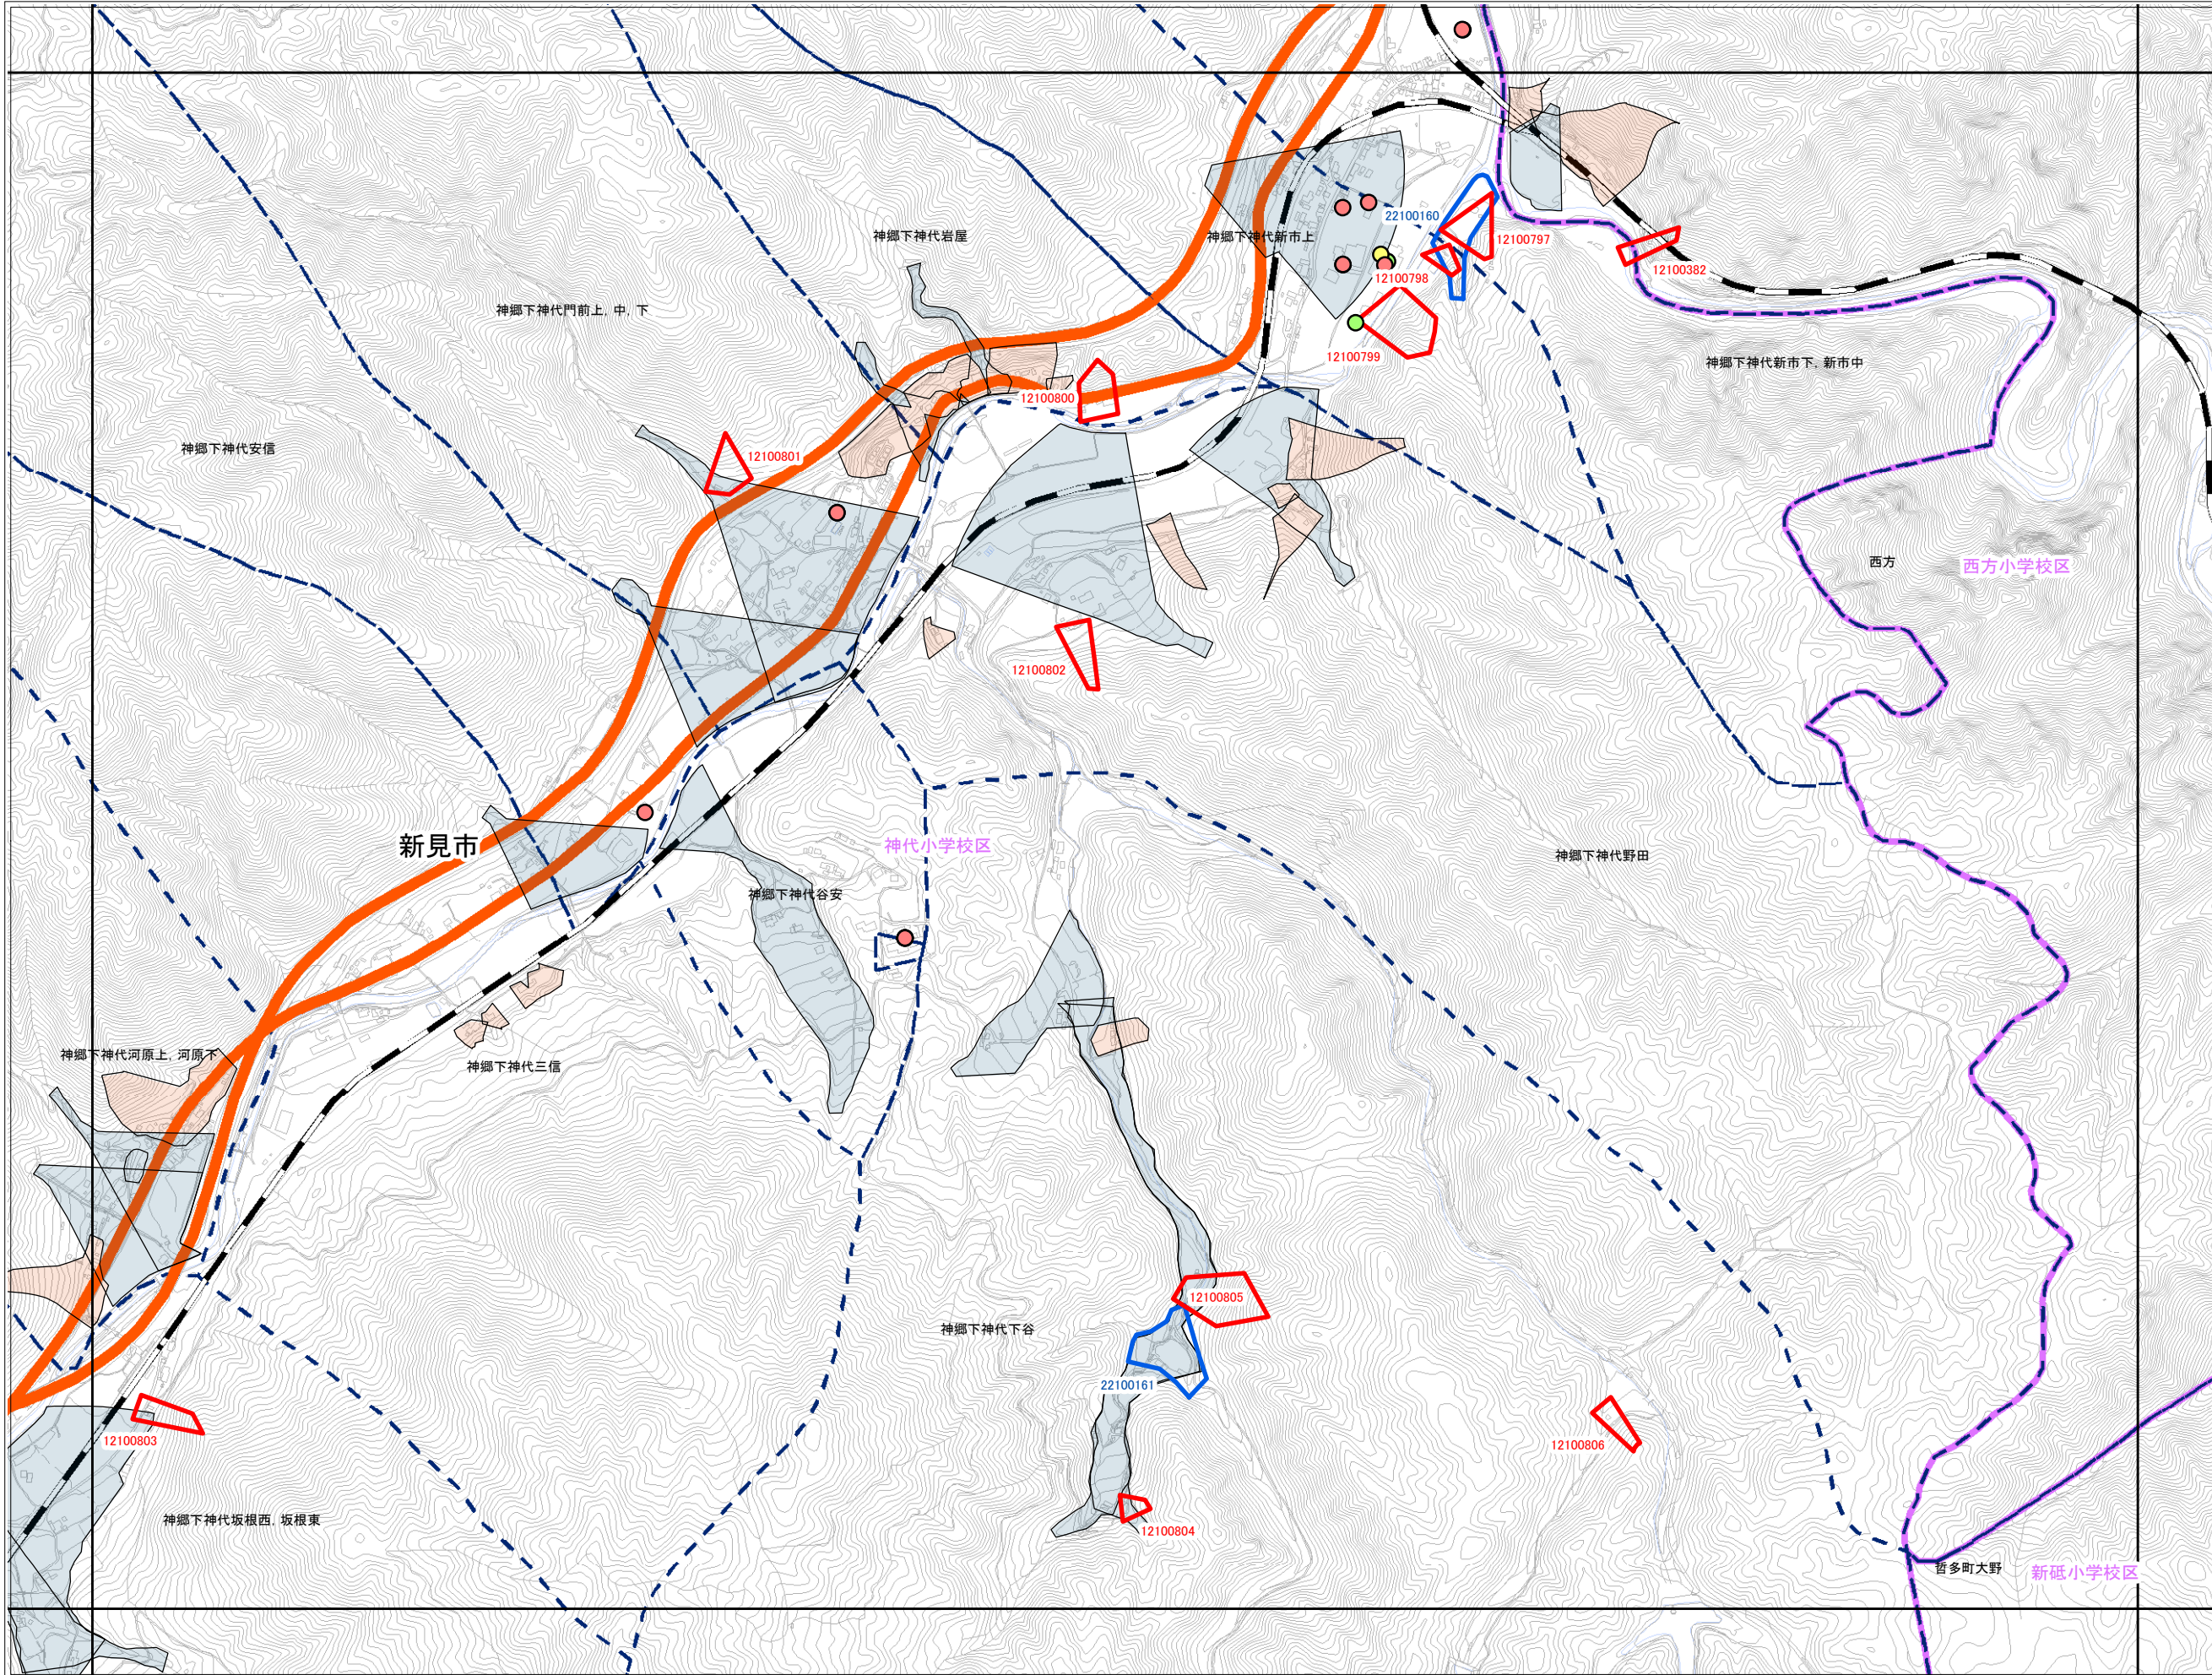 22100160
神郷下神代岩屋
神郷下神代新市上
12100797
12100382
12100798
神郷下神代門前上, 中, 下
12100799
神郷下神代新市下, 新市中
12100800
神郷下神代安信
12100801
西方
西方小学校区
12100802
新見市
神代小学校区
神郷下神代野田
神郷下神代谷安
神郷下神代河原上, 河原下
神郷下神代三信
12100805
神郷下神代下谷
22100161
12100803
12100806
神郷下神代坂根西, 坂根東
12100804
哲多町大野
新砥小学校区